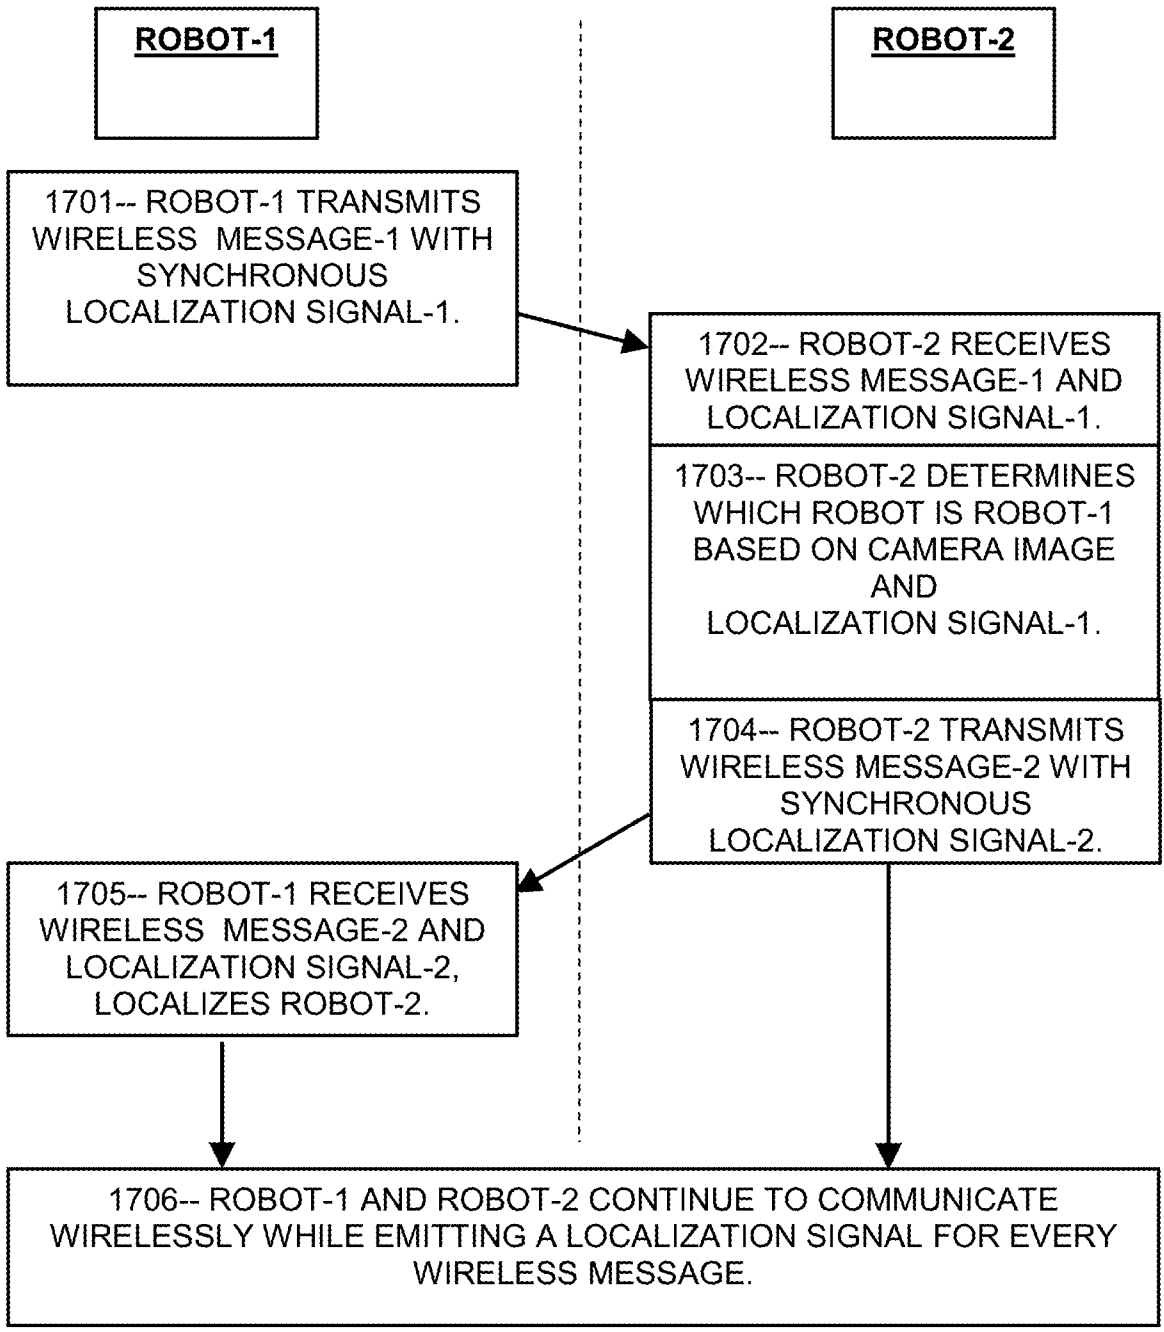 ROBOT-1
ROBOT-2
1701-- ROBOT-1 TRANSMITS
WIRELESS MESSAGE-1 WITH
SYNCHRONOUS
LOCALIZATION SIGNAL-1.
1702-- ROBOT-2 RECEIVES
WIRELESS MESSAGE-1 AND
LOCALIZATION SIGNAL-1.
1703-- ROBOT-2 DETERMINES
WHICH ROBOT IS ROBOT-1
BASED ON CAMERA IMAGE
AND
LOCALIZATION SIGNAL-1.
1704-- ROBOT-2 TRANSMITS
WIRELESS MESSAGE-2 WITH
SYNCHRONOUS
LOCALIZATION SIGNAL-2.
1705-- ROBOT-1 RECEIVES
WIRELESS MESSAGE-2 AND
LOCALIZATION SIGNAL-2,
LOCALIZES ROBOT-2.
1706-- ROBOT-1 AND ROBOT-2 CONTINUE TO COMMUNICATE
WIRELESSLY WHILE EMITTING A LOCALIZATION SIGNAL FOR EVERY
WIRELESS MESSAGE.